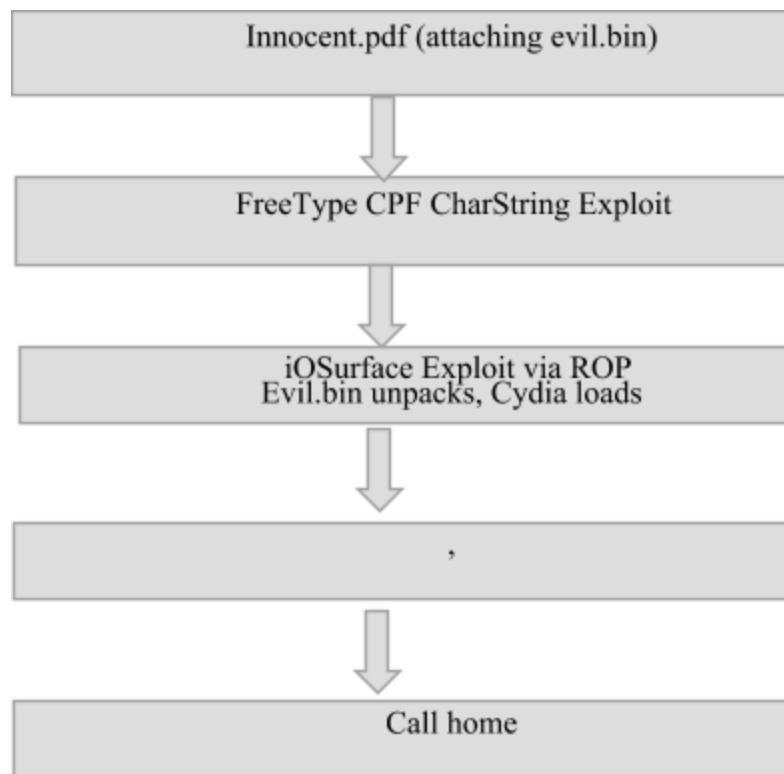 Innocent.pdf (attaching evil.bin)
FreeType CPF CharString Exploit
iOSurface Exploit via ROP
Evil.bin unpacks, Cydia loads
,
Call home